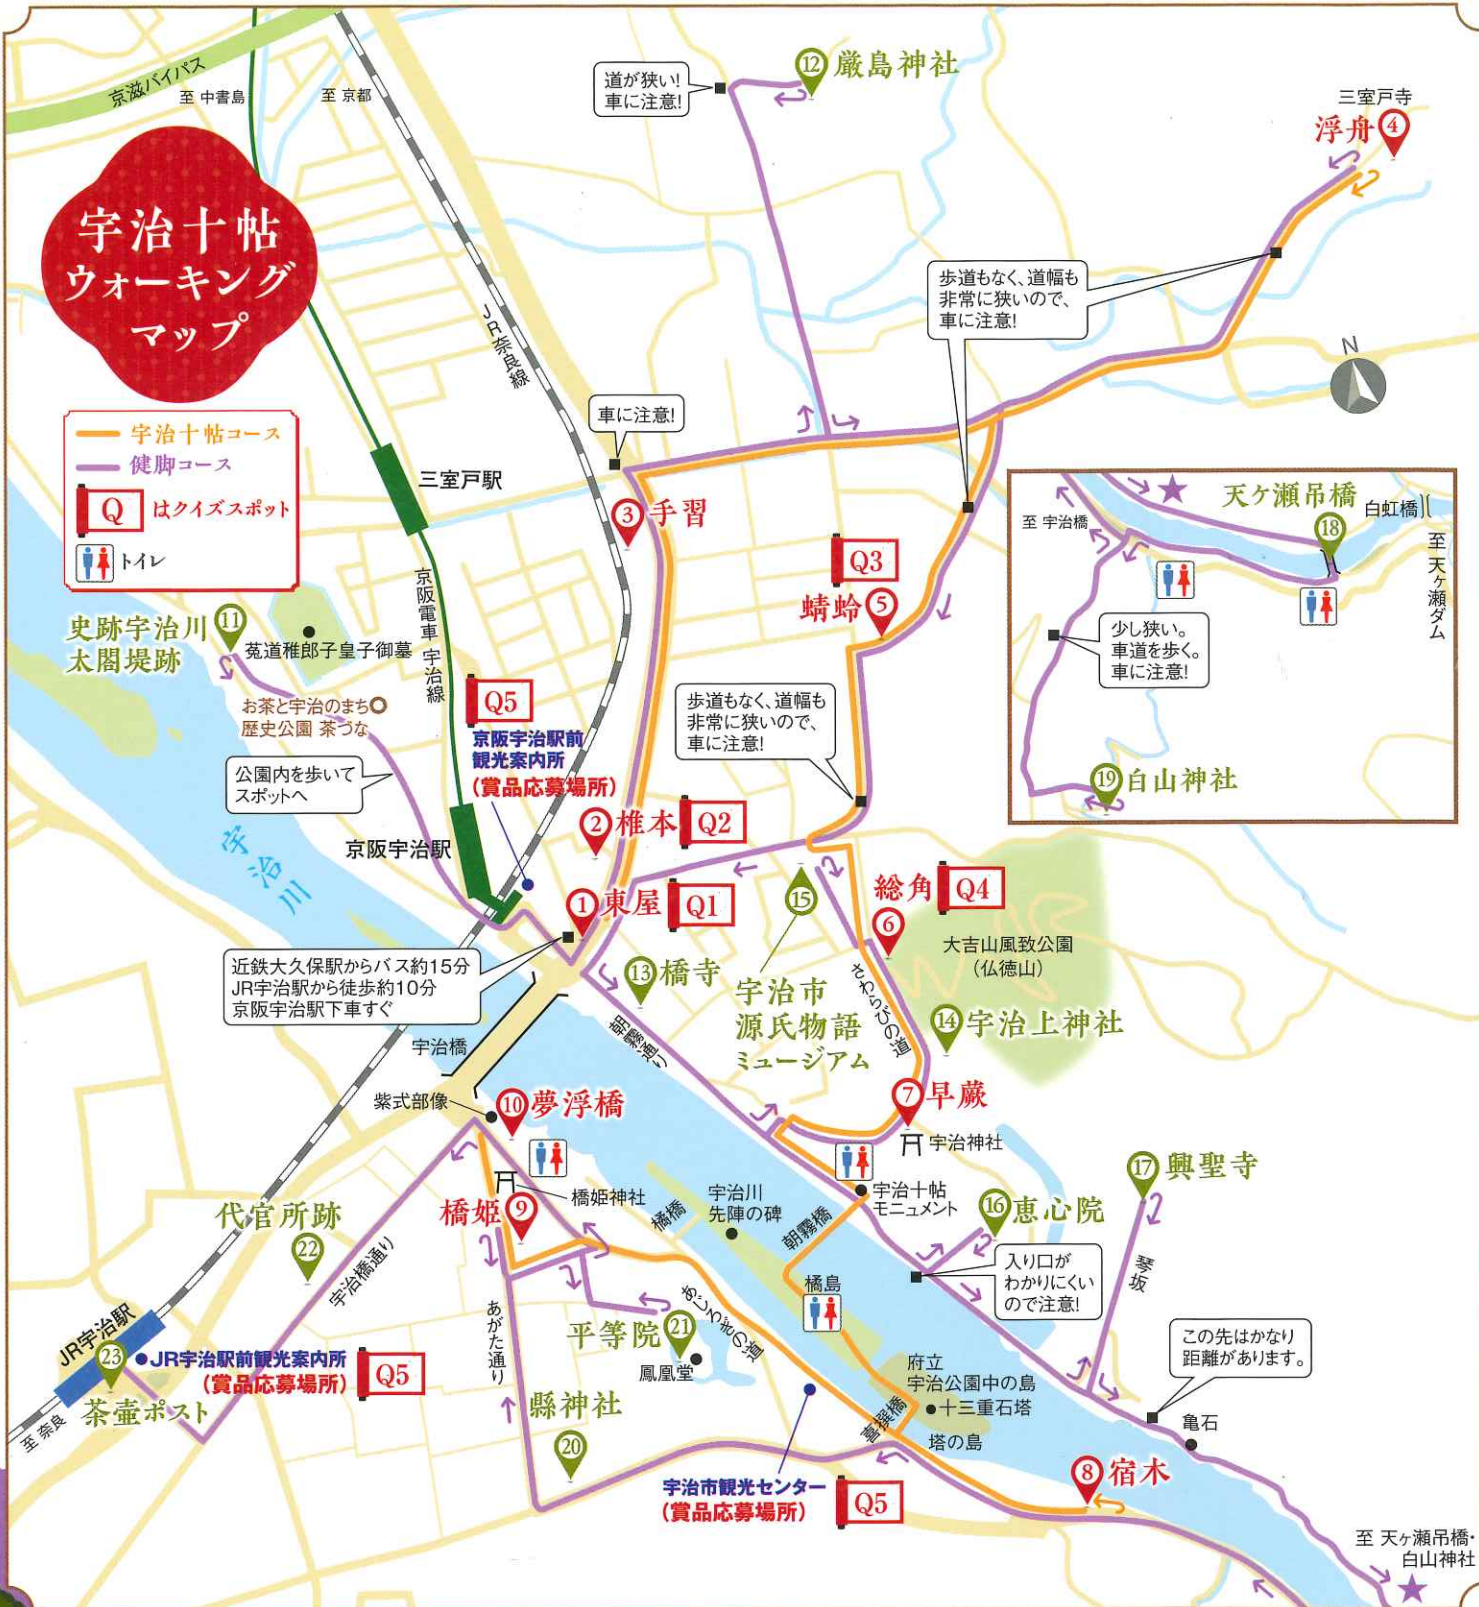 京滋バイパス
至 中書島
至 京都
宇治十帖
ウォーキング
マップ
宇治十帖コース
健脚コース
Q はクイズスポット
トイレ
道が狭い!
車に注意!
12 厳島神社
三室戸寺
浮舟 4
歩道もなく、道幅も
非常に狭いので、
車に注意!
N
JR奈良線
車に注意!
三室戸駅
3 手習
Q3
蜻蛉 5
至 宇治橋
天ケ瀬吊橋
18
白虹橋
至 天ヶ瀬ダム
少し狭い。
車道を歩く。
車に注意!
19 白山神社
京阪電車 宇治線
史跡宇治川
太閤堤跡
11
菟道稚郎子皇子御墓
お茶と宇治のまち
歴史公園 茶づな
公園内を歩いて
スポットへ
Q5
京阪宇治駅前
観光案内所
(賞品応募場所)
歩道もなく、道幅も
非常に狭いので、
車に注意!
宇治川
京阪宇治駅
2 椎本 Q2
1 東屋 Q1
15
宇治市
源氏物語
ミュージアム
総角 Q4
6
大吉山風致公園
(仏徳山)
近鉄大久保駅からバス約15分
JR宇治駅から徒歩約10分
京阪宇治駅下車すぐ
13 橋寺
さわらびの道
14 宇治上神社
宇治橋
朝霧通り
紫式部像
10 夢浮橋
7 早蕨
宇治神社
橋姫神社
橋姫 9
橘橋
宇治川
先陣の碑
朝霧橋
宇治十帖
モニュメント
16 恵心院
17 興聖寺
琴坂
入り口が
わかりにくい
ので注意!
代官所跡
22
宇治橋通り
橘島
あがた通り
平等院 21
鳳凰堂
あじろぎの道
この先はかなり
距離があります。
JR宇治駅
23
JR宇治駅前観光案内所
(賞品応募場所)
Q5
茶壷ポスト
至 奈良
縣神社
20
府立
宇治公園中の島
十三重石塔
喜撰橋
塔の島
亀石
宇治市観光センター
(賞品応募場所)
Q5
8 宿木
至 天ヶ瀬吊橋・
白山神社